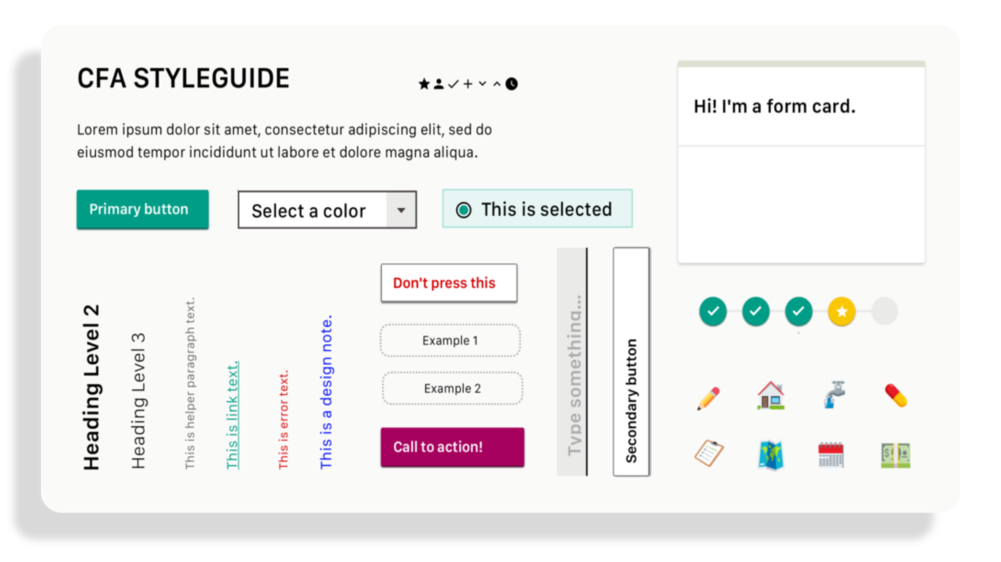 CFA STYLEGUIDE
Lorem ipsum dolor sit amet, consectetur adipiscing elit, sed do
eiusmod tempor incididunt ut labore et dolore magna aliqua.
Primary button
Select a color
This is selected
Heading Level 2
Heading Level 3
This is helper paragraph text.
This is link text.
This is error text.
This is a design note.
Don't press this
Example 1
Example 2
Call to action!
Type something...
Secondary button
Hi! I'm a form card.